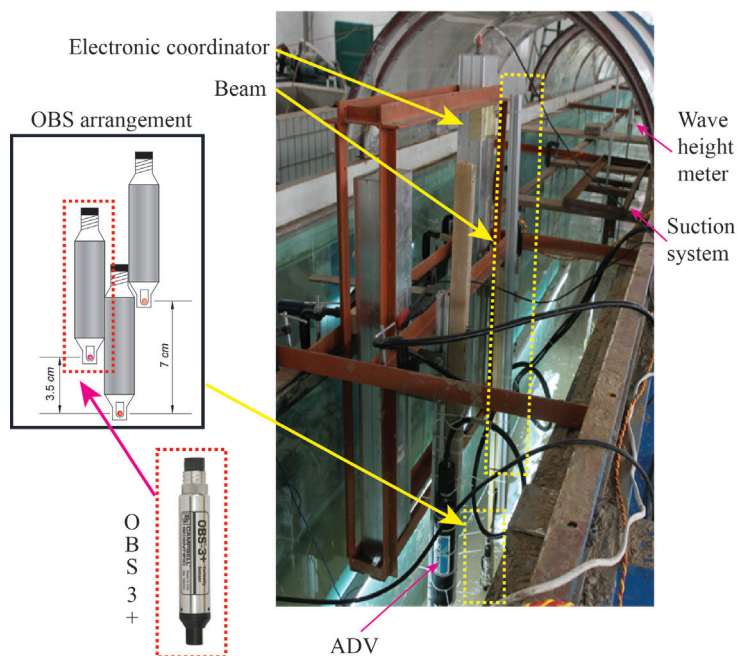 Electronic coordinator
Beam
OBS arrangement
Wave
height
meter
Suction
system
3.5 cm
7 cm
O
B
S
3
+
OBS-3+
CAMPBELL
ADV